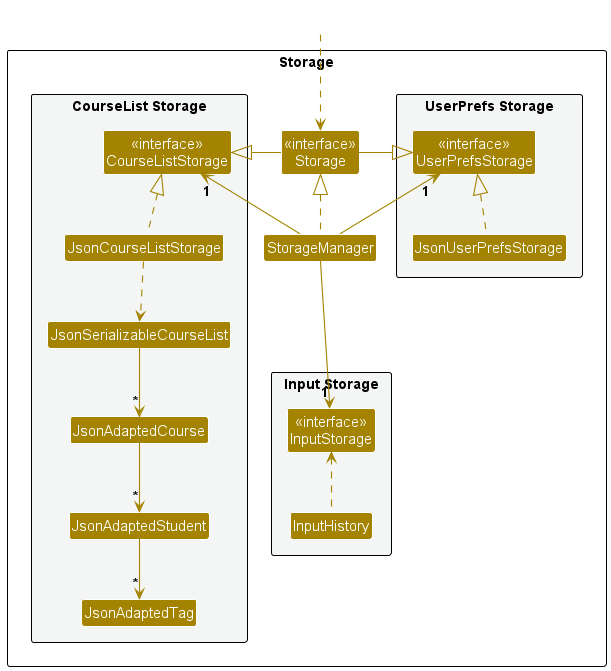 Storage
CourseList Storage
«interface»
CourseListStorage
1
JsonCourseListStorage
JsonSerializableCourseList
*
JsonAdaptedCourse
*
JsonAdaptedStudent
*
JsonAdaptedTag
«interface»
Storage
StorageManager
UserPrefs Storage
«interface»
UserPrefsStorage
1
JsonUserPrefsStorage
Input Storage
1
«interface»
InputStorage
InputHistory